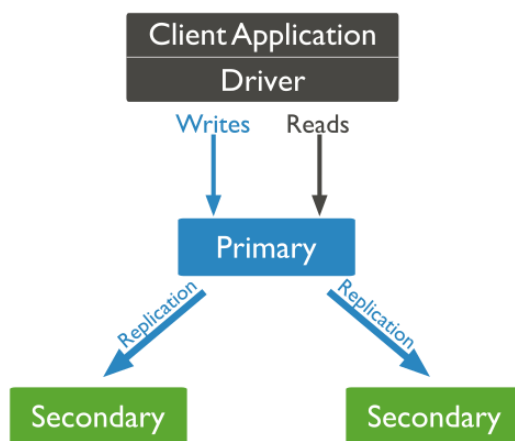 Client Application
Driver
Writes Reads
Primary
Replication Replication
Secondary Secondary